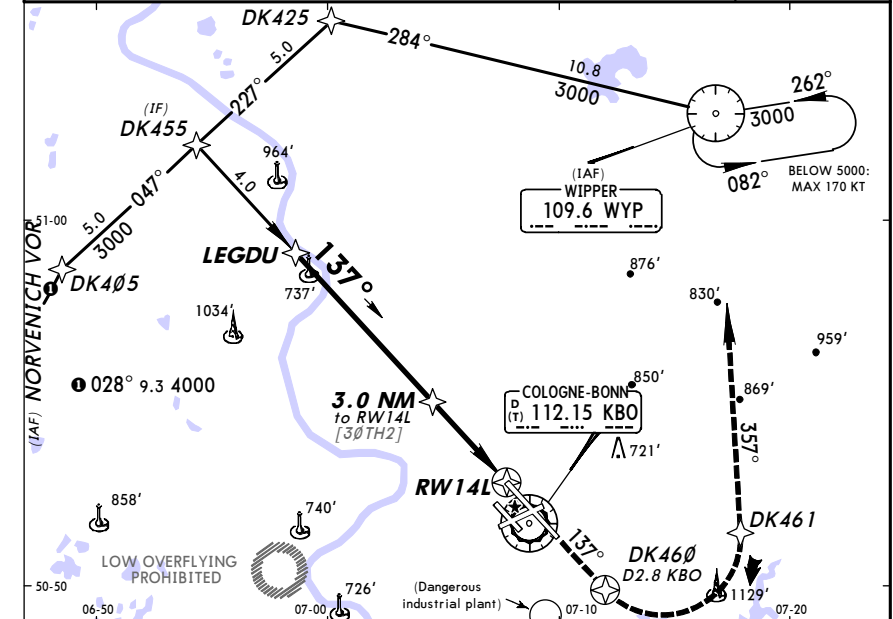 DK425
284°
5.0
10.8
3000
227°
262°
3000
(IF)
DK455
082°
BELOW 5000:
MAX 170 KT
(IAF)
WIPPER
109.6 WYP
964'
4.0
5.0
047°
3000
51-00
LEGDU
137°
737'
DK4Ø5
❶
876'
830'
959'
1034'
(IAF) NORVENICH VOR
❶ 028° 9.3 4000
850'
869'
COLOGNE-BONN
D
(T) 112.15 KBO
3.0 NM
to RW14L
[3ØTH2]
721'
357°
RW14L
858'
740'
DK461
137°
DK46Ø
D2.8 KBO
LOW OVERFLYING
PROHIBITED
50-50
726'
(Dangerous
industrial plant)
1129'
06-50
07-00
07-10
07-20